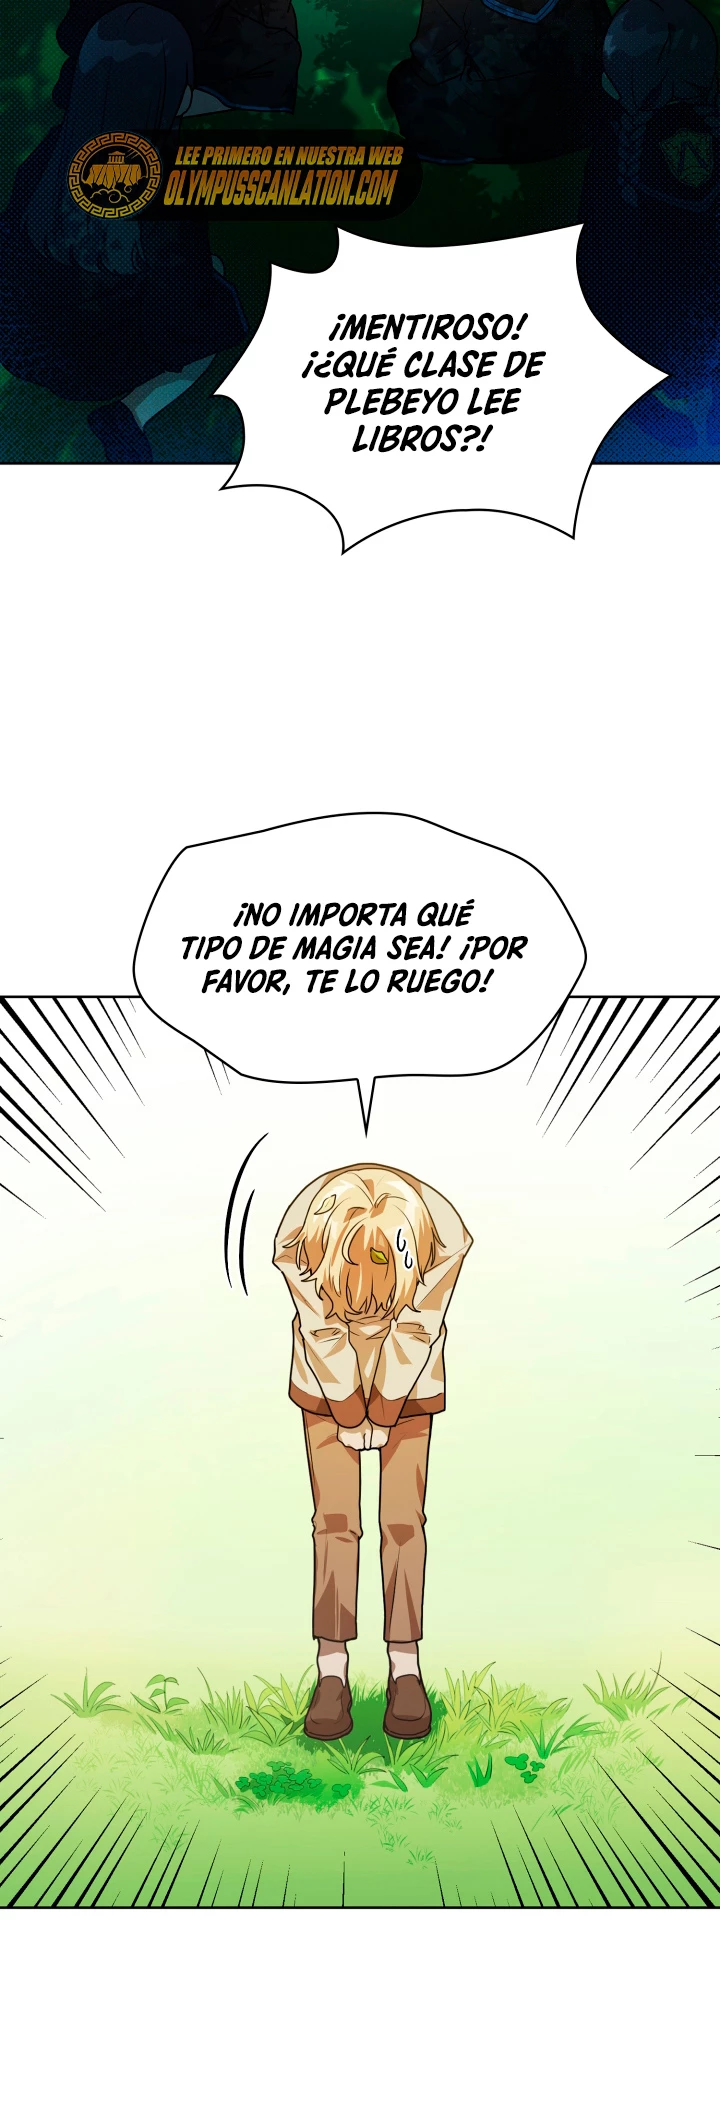 LEE PRIMERO EN NUESTRA WEB
OLYMPUSSCANLATION.COM
¡MENTIROSO!
¡¿QUÉ CLASE DE
PLEBEYO LEE
LIBROS?!
¡NO IMPORTA QUÉ
TIPO DE MAGIA SEA! ¡POR
FAVOR, TE LO RUEGO!